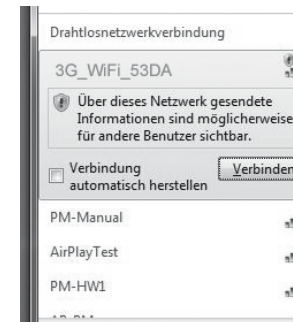 Drahtlosnetzwerkverbindung
3G_WiFi_53DA
Über dieses Netzwerk gesendete
Informationen sind möglicherweise
für andere Benutzer sichtbar.
Verbindung
automatisch herstellen
Verbinden
PM-Manual
AirPlayTest
PM-HW1